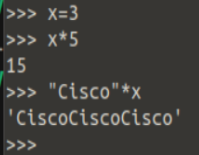 >>> x=3
>>> x*5
15
>>> "Cisco"*x
'CiscoCiscoCisco'
>>>